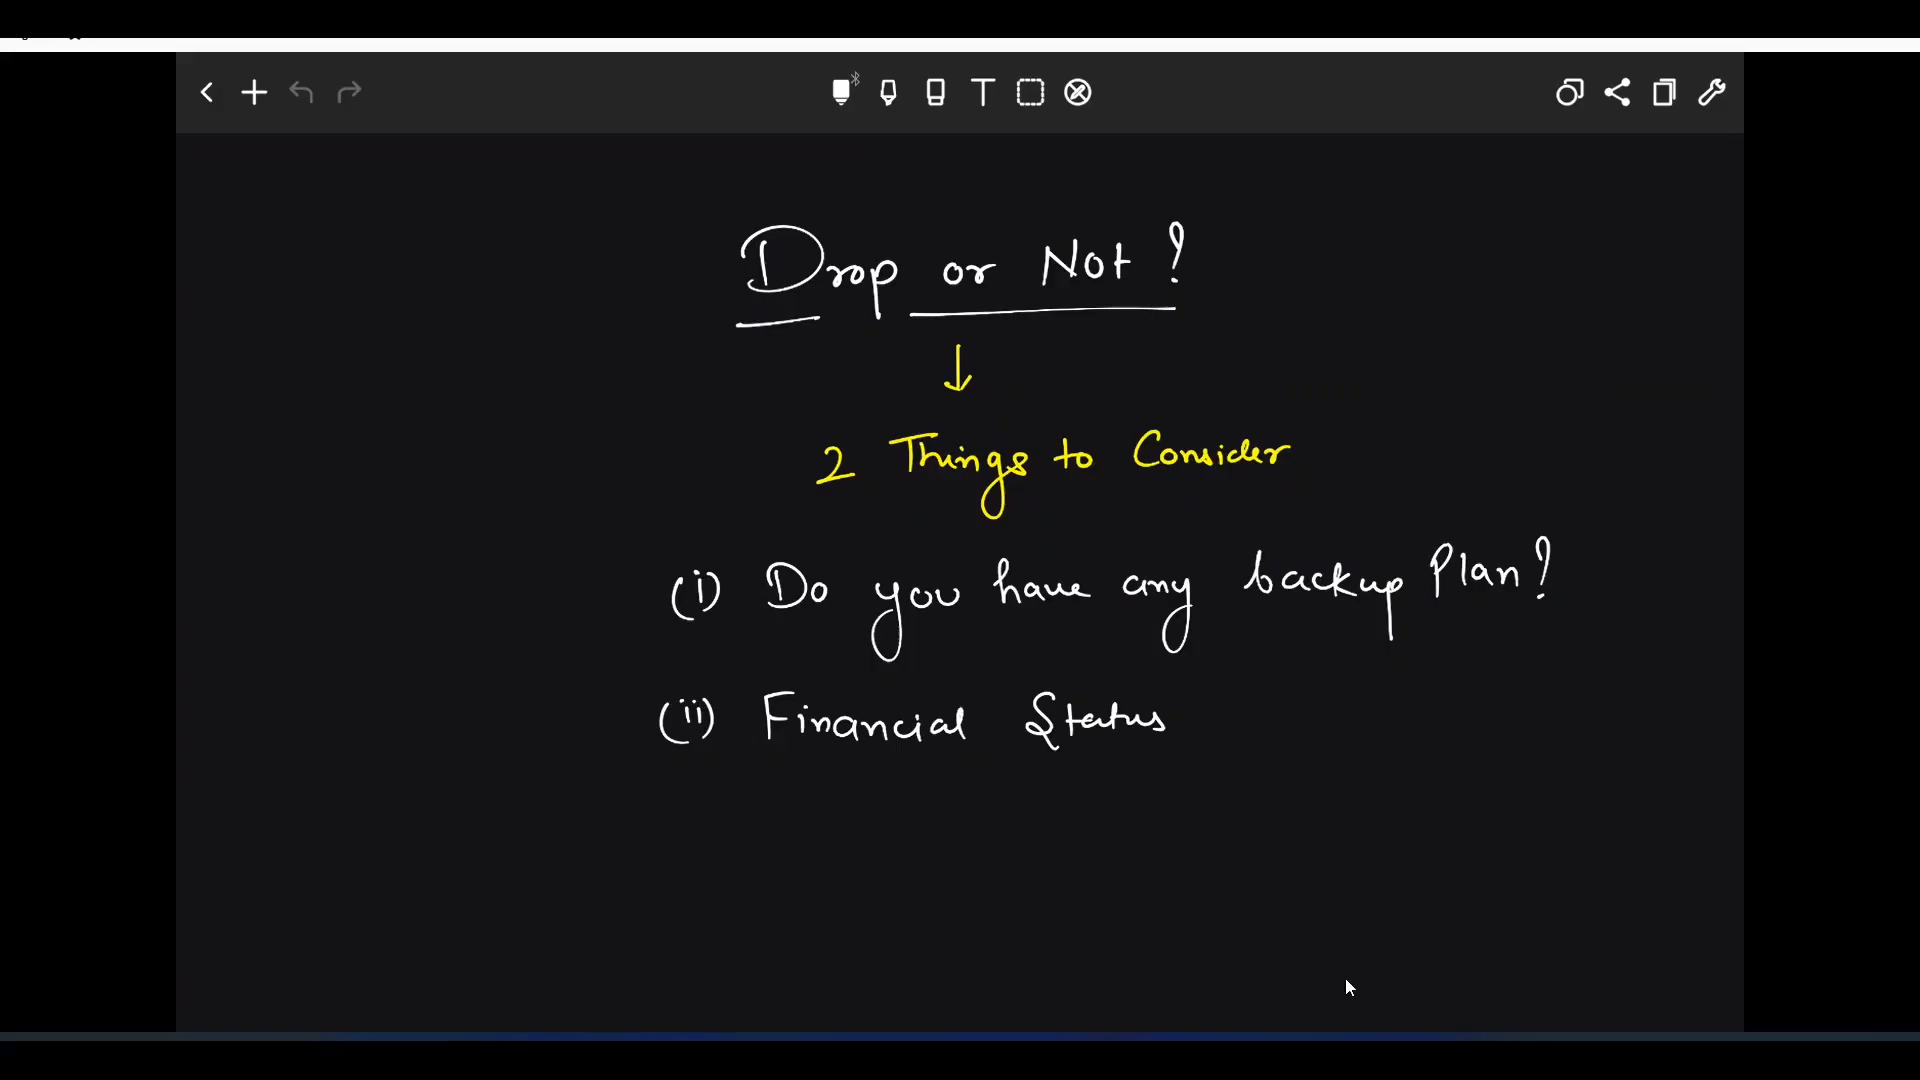 Drop or Not?
2 Things to Consider
(i) Do you have any backup Plan?
(ii) Financial Status